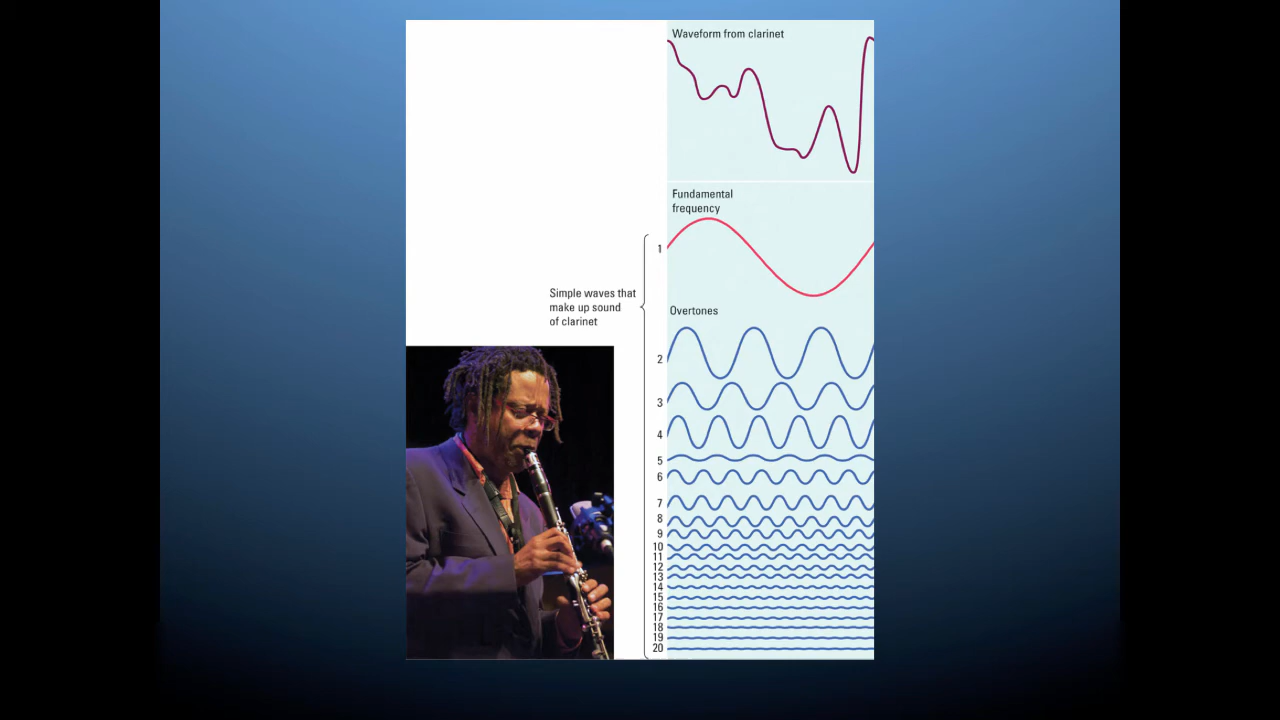 Waveform from clarinet
Fundamental
frequency
1
Simple waves that
make up sound
of clarinet
Overtones
2
3
4
5
6
7
8
9
10
11
12
13
14
15
16
17
18
19
20